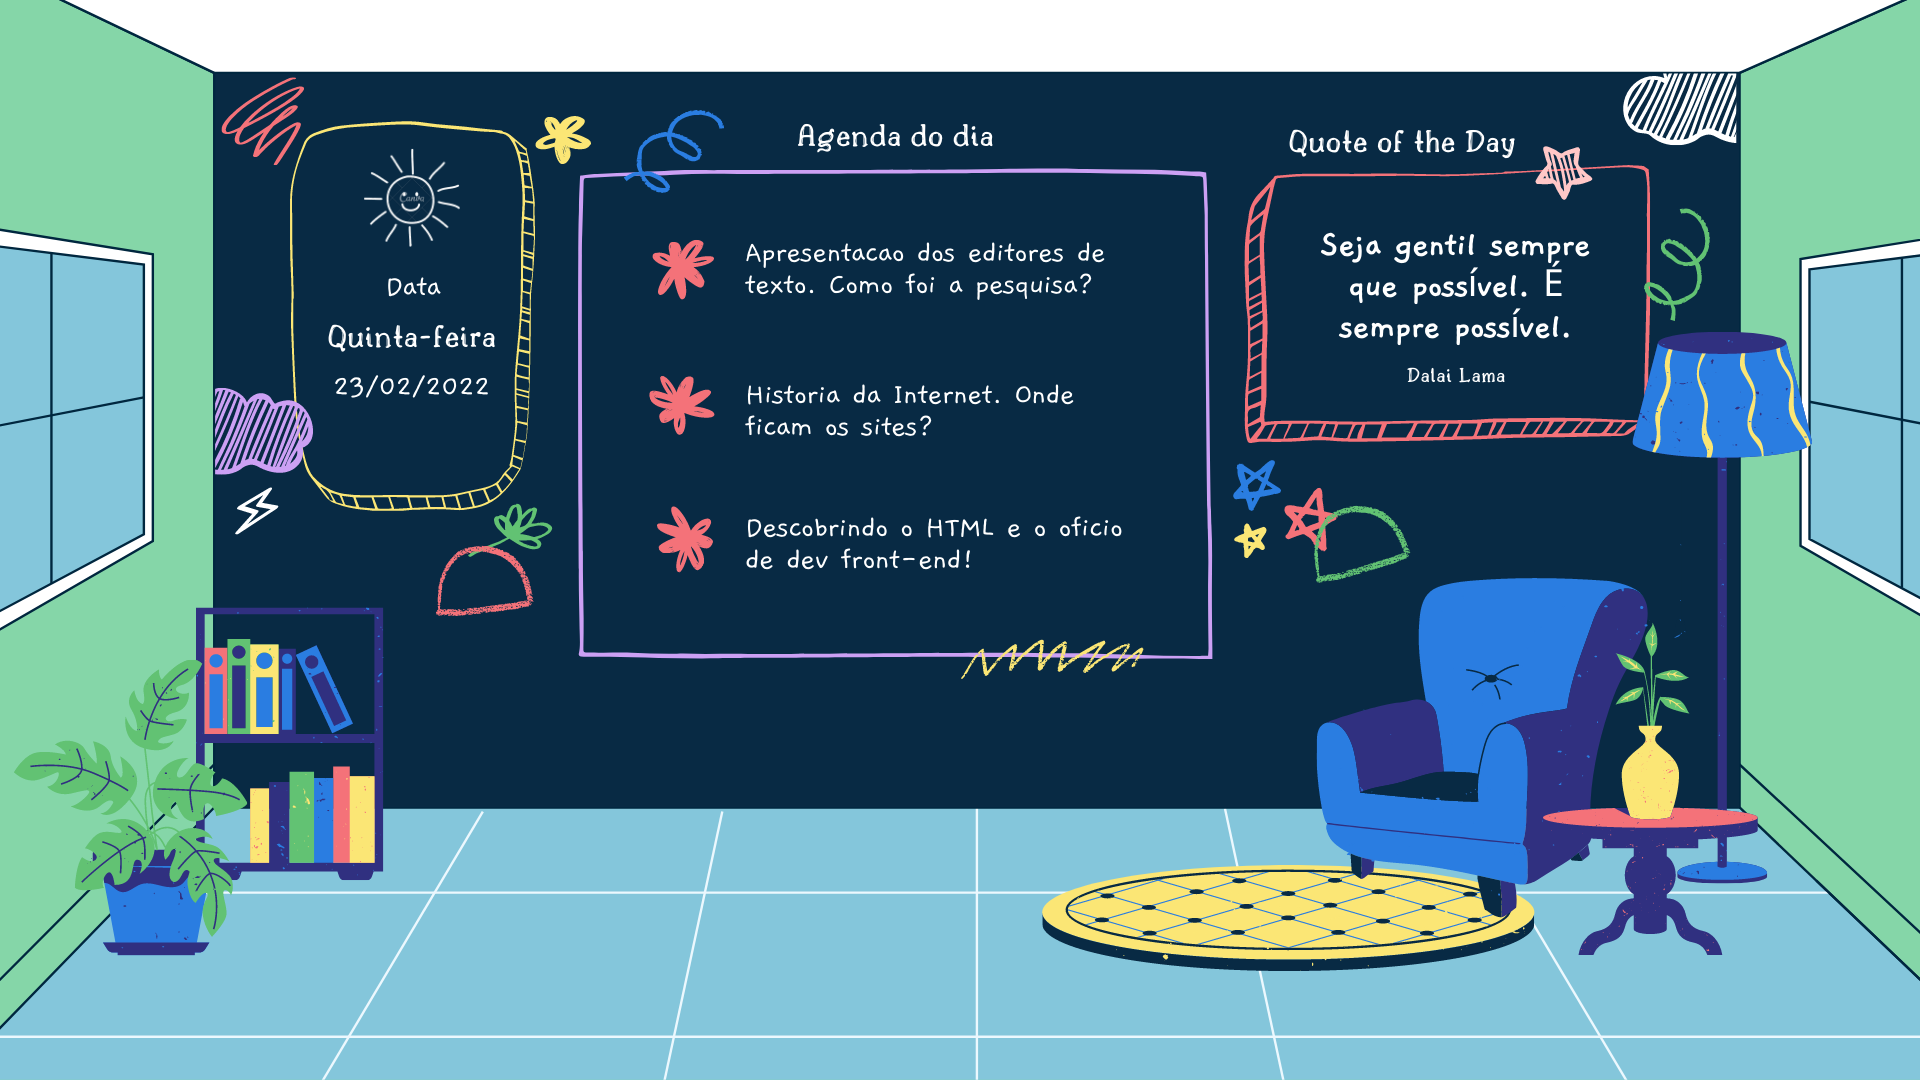 Canva
Data
Quinta-feira
23/02/2022
Agenda do dia
Apresentacao dos editores de
texto. Como foi a pesquisa?
Historia da Internet. Onde
ficam os sites?
Descobrindo o HTML e o oficio
de dev front-end!
Quote of the Day
Seja gentil sempre
que possível. É
sempre possível.
Dalai Lama